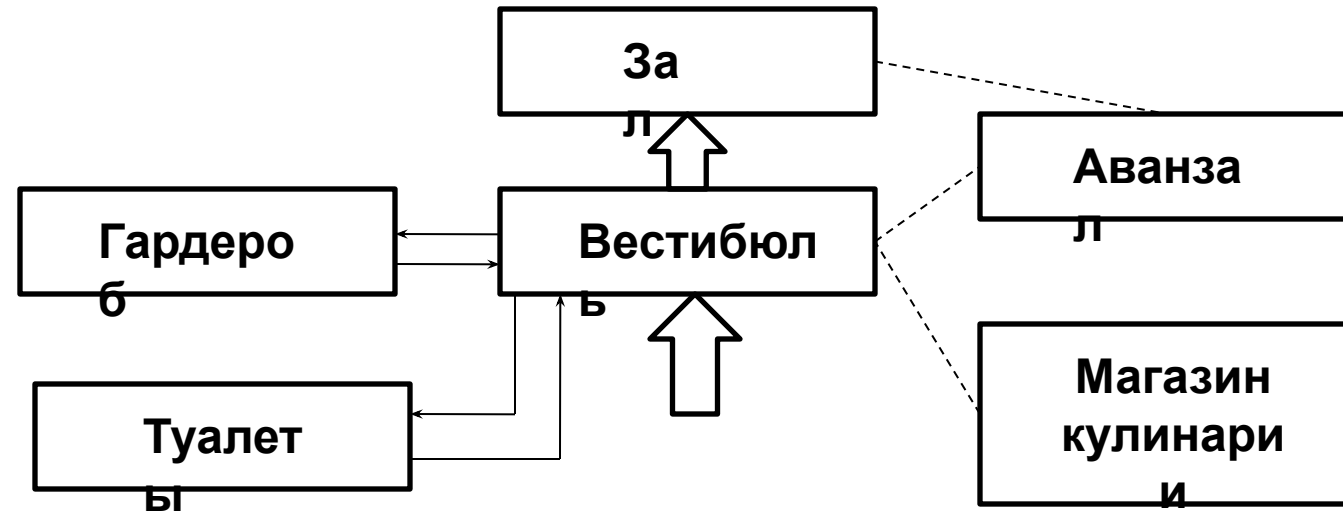 За
л
Аванза
л
Гардеро
б
Вестибюл
ь
Магазин
кулинари
и
Туалет
ы